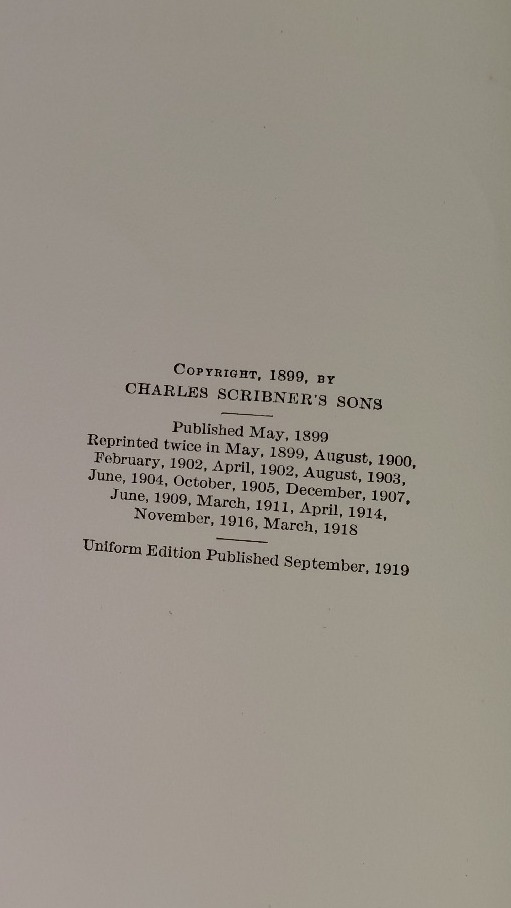 COPYRIGHT, 1899, BY
CHARLES SCRIBNER'S SONS
Published May, 1899
Reprinted twice in May, 1899, August, 1900,
February, 1902, April, 1902, August, 1903,
June, 1904, October, 1905, December, 1907,
June, 1909, March, 1911, April, 1914,
November, 1916, March, 1918
Uniform Edition Published September, 1919